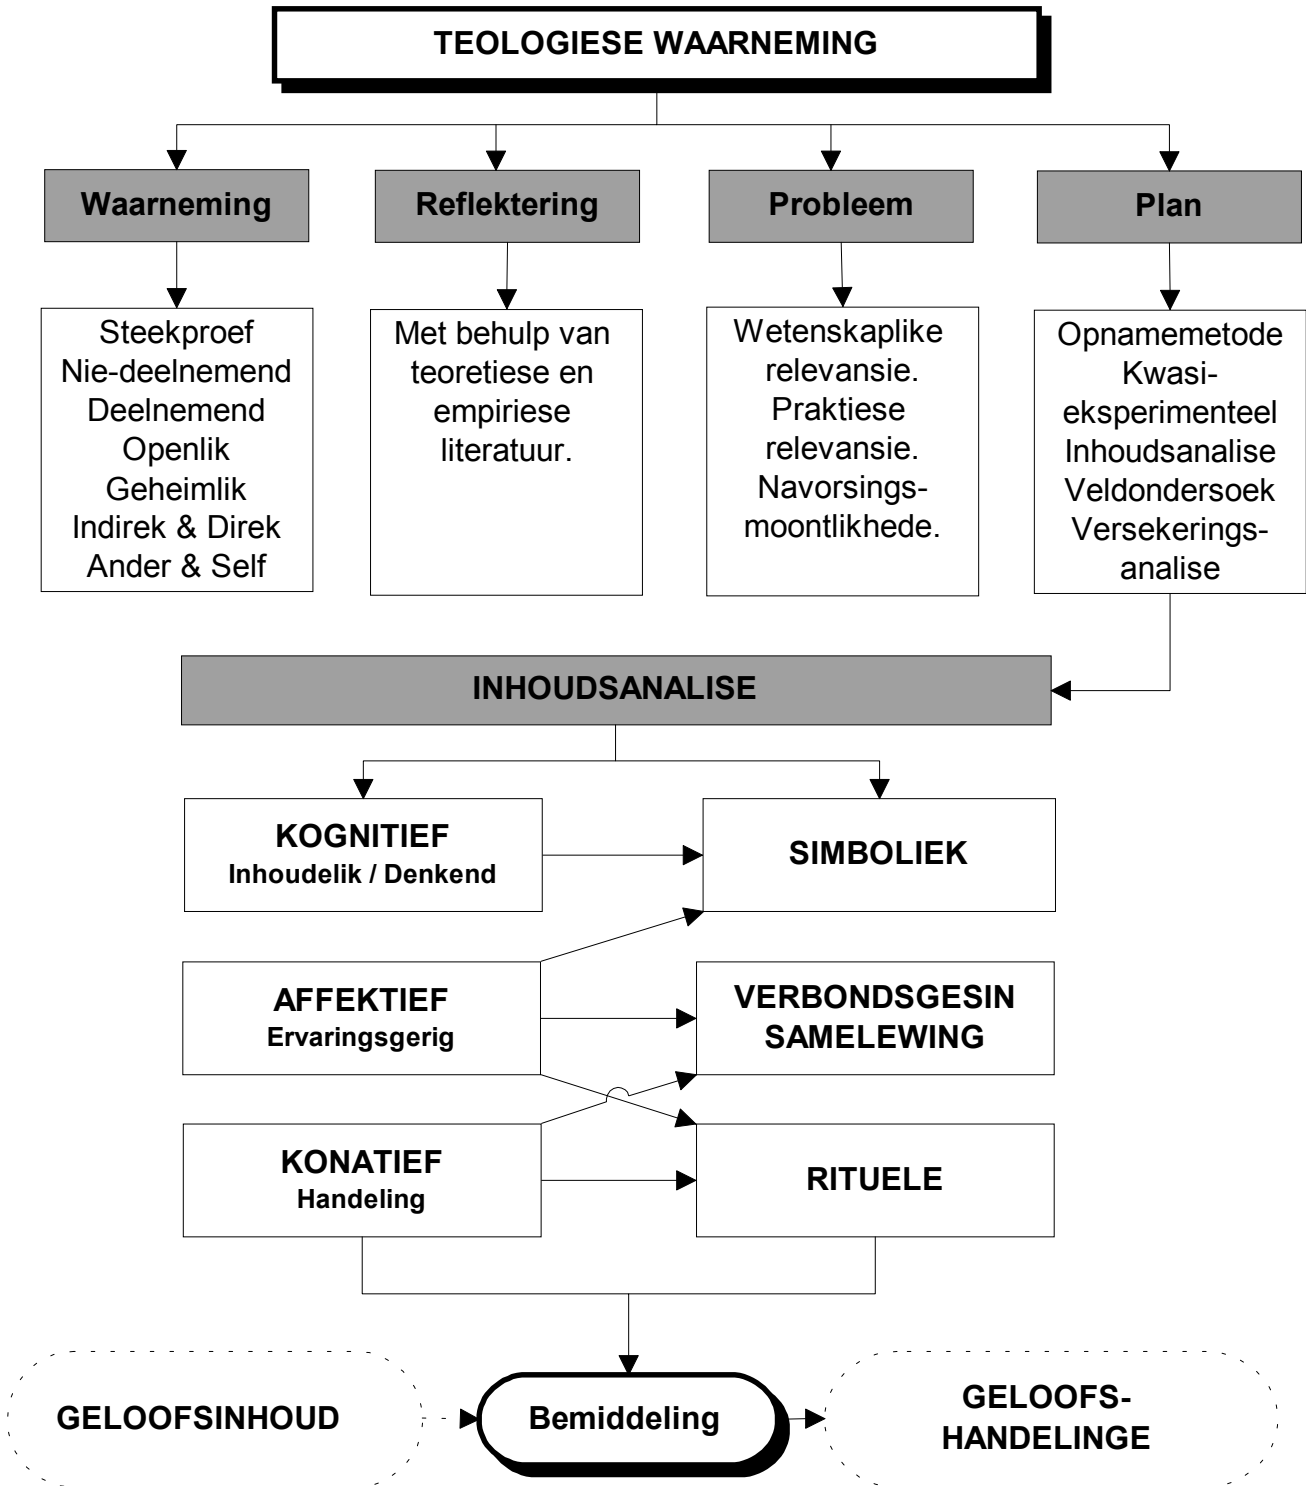 TEOLOGIESE WAARNEMING
Waarneming
Reflektering
Probleem
Plan
Steekproef
Nie-deelnemend
Deelnemend
Openlik
Geheimlik
Indirek & Direk
Ander & Self
Met behulp van
teoretiese en
empiriese
literatuur.
Wetenskaplike
relevansie.
Praktiese
relevansie.
Navorsings-
moontlikhede.
Opnamemetode
Kwasi-
eksperimenteel
Inhoudsanalise
Veldondersoek
Versekerings-
analise
INHOUDSANALISE
KOGNITIEF
Inhoudelik / Denkend
SIMBOLIEK
AFFEKTIEF
Ervaringsgerig
VERBONDSGESIN
SAMELEWING
KONATIEF
Handeling
RITUELE
GELOOFSINHOUD
Bemiddeling
GELOOFS-
HANDELINGE